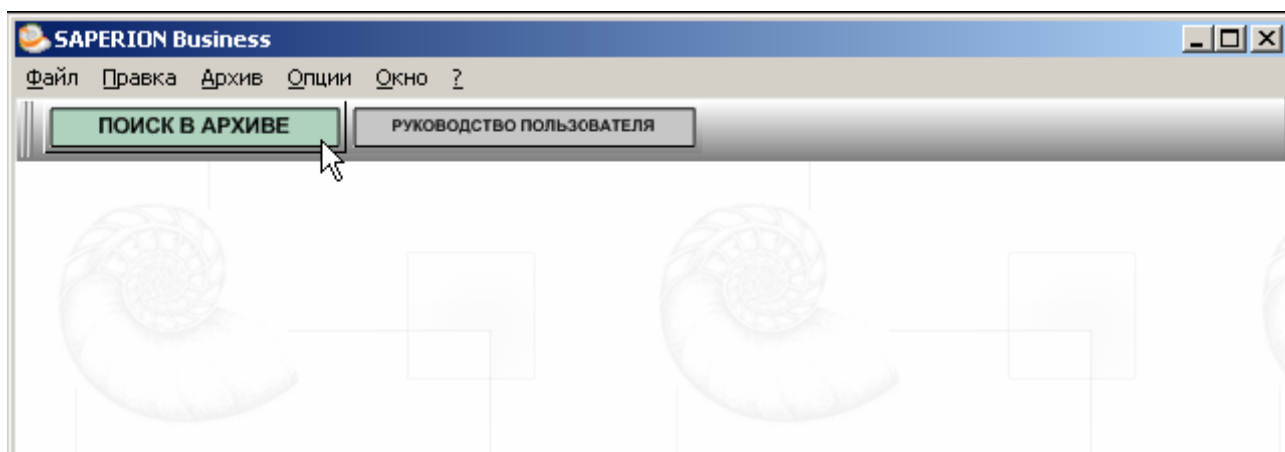 SAPERION Business
Файл Правка Архив Опции Окно ?
ПОИСК В АРХИВЕ РУКОВОДСТВО ПОЛЬЗОВАТЕЛЯ